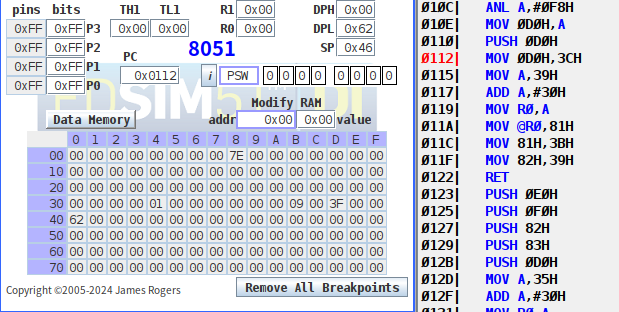 pins bits TH1 TL1 R1 0x00 DPH 0x00
0xFF 0xFF P3 0x00 0x00 R0 0x00 DPL 0x62
0xFF 0xFF P2 8051 SP 0x46
0xFF 0xFF P1 PC
0xFF 0xFF P0 0x0112 i PSW 0 0 0 0 0 0 0 0
EDSIM51DI
Modify RAM
Data Memory addr 0x00 0x00 value
0 1 2 3 4 5 6 7 8 9 A B C D E F
00 00 00 00 00 00 00 00 00 7E 00 00 00 00 00 00 00
10 00 00 00 00 00 00 00 00 00 00 00 00 00 00 00 00
20 00 00 00 00 00 00 00 00 00 00 00 00 00 00 00 00
30 00 00 00 00 01 00 00 00 00 00 00 09 00 3F 00 00
40 62 00 00 00 00 00 00 00 00 00 00 00 00 00 00 00
50 00 00 00 00 00 00 00 00 00 00 00 00 00 00 00 00
60 00 00 00 00 00 00 00 00 00 00 00 00 00 00 00 00
70 00 00 00 00 00 00 00 00 00 00 00 00 00 00 00 00
Copyright ©2005-2024 James Rogers Remove All Breakpoints
010C| ANL A,#0F8H
010E| MOV 0D0H,A
0110| PUSH 0D0H
0112| MOV 0D0H,3CH
0115| MOV A,39H
0117| ADD A,#30H
0119| MOV R0,A
011A| MOV @R0,81H
011C| MOV 81H,3BH
011F| MOV 82H,39H
0122| RET
0123| PUSH 0E0H
0125| PUSH 0F0H
0127| PUSH 82H
0129| PUSH 83H
012B| PUSH 0D0H
012D| MOV A,35H
012F| ADD A,#30H
0131| MOV R0,A